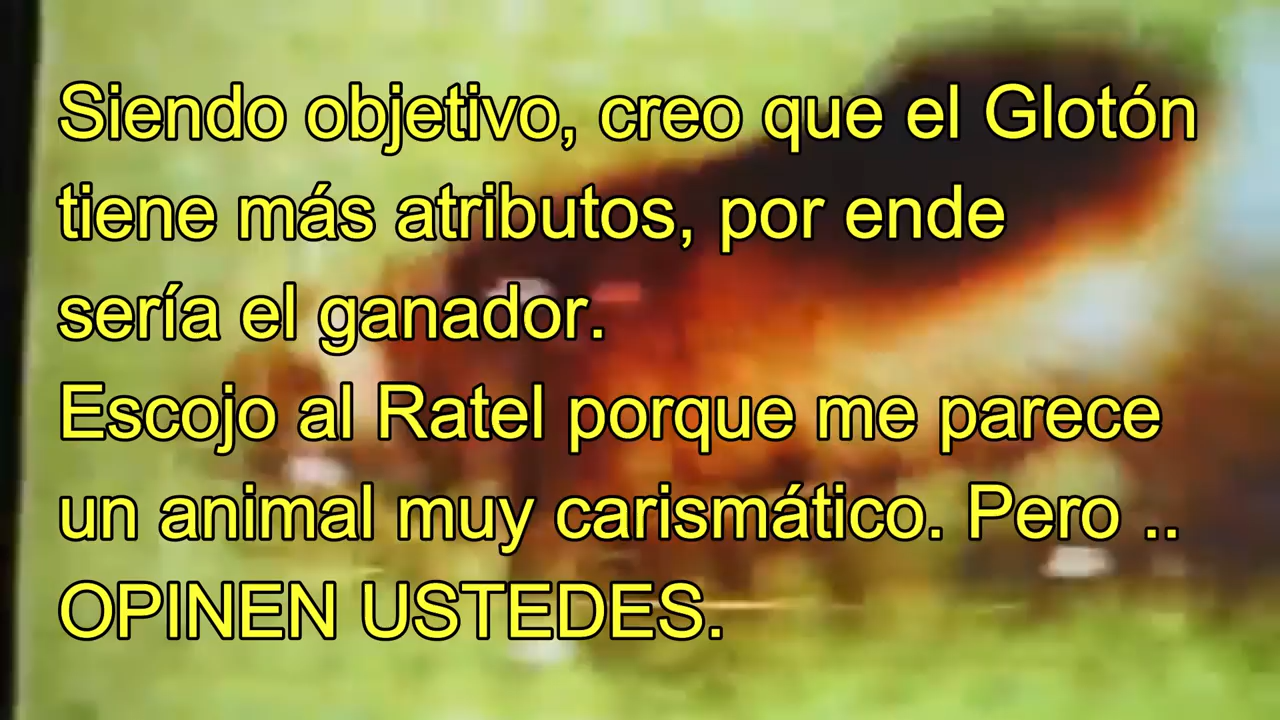 Siendo objetivo, creo que el Glotón
tiene más atributos, por ende
sería el ganador.
Escojo al Ratel porque me parece
un animal muy carismático. Pero ..
OPINEN USTEDES.